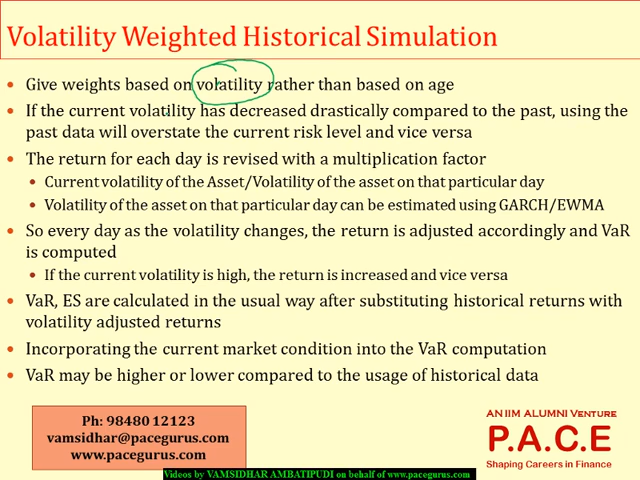 Volatility Weighted Historical Simulation
• Give weights based on volatility rather than based on age
• If the current volatility has decreased drastically compared to the past, using the
past data will overstate the current risk level and vice versa
• The return for each day is revised with a multiplication factor
• Current volatility of the Asset/Volatility of the asset on that particular day
• Volatility of the asset on that particular day can be estimated using GARCH/EWMA
• So every day as the volatility changes, the return is adjusted accordingly and VaR
is computed
• If the current volatility is high, the return is increased and vice versa
• VaR, ES are calculated in the usual way after substituting historical returns with
volatility adjusted returns
• Incorporating the current market condition into the VaR computation
• VaR may be higher or lower compared to the usage of historical data
Ph: 98480 12123
vamsidhar@pacegurus.com
www.pacegurus.com
AN IIM ALUMNI VENTURE
P.A.C.E
Shaping Careers in Finance
Videos by VAMSIDHAR AMBATIPUDI on behalf of www.pacegurus.com